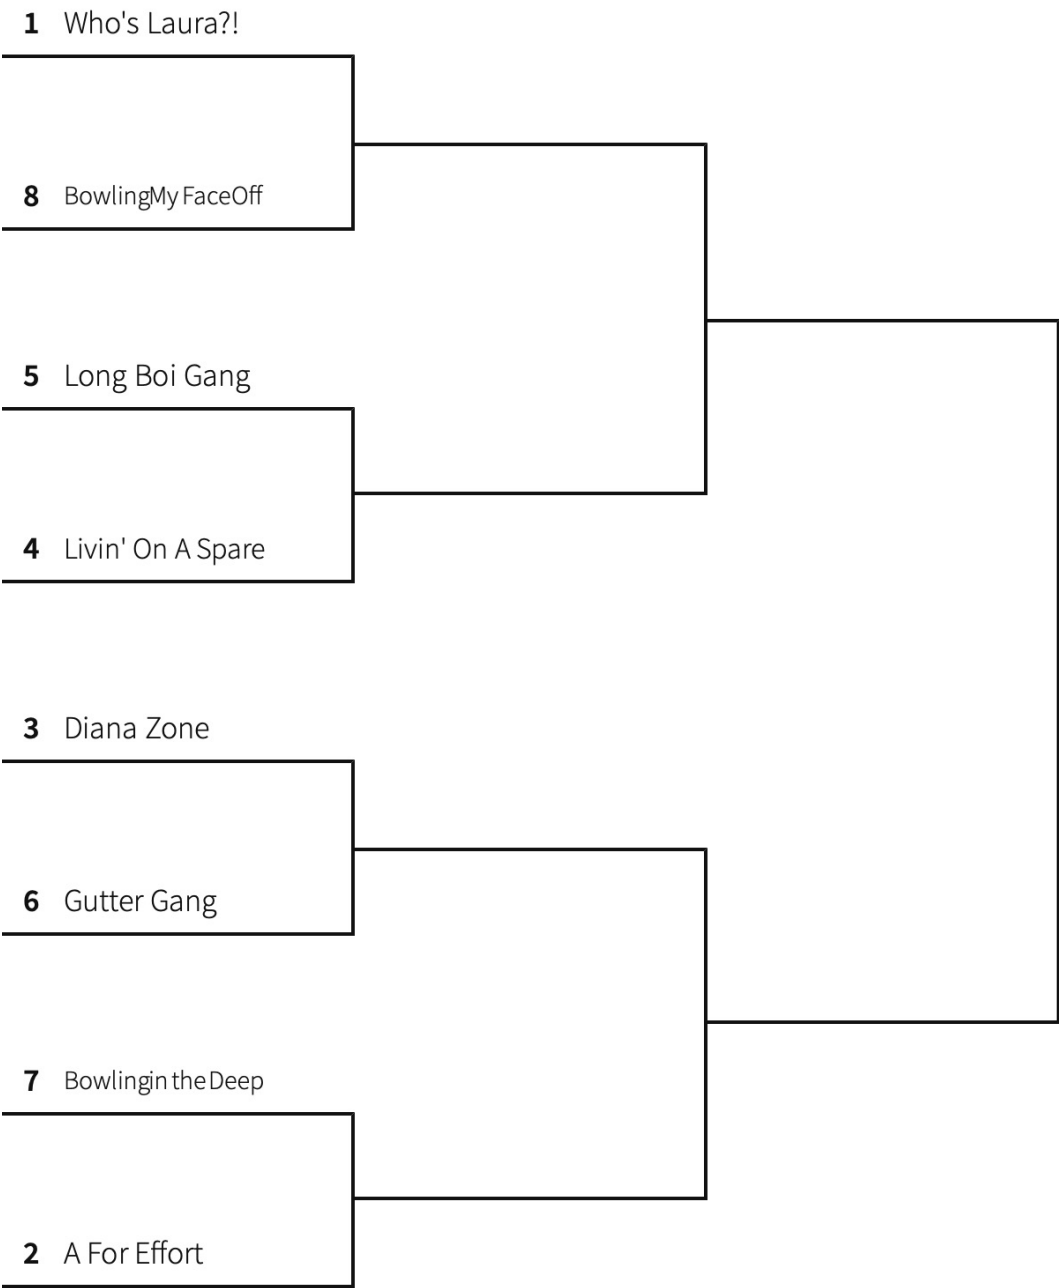 1 Who's Laura?!
8 BowlingMy FaceOff
5 Long Boi Gang
4 Livin' On A Spare
3 Diana Zone
6 Gutter Gang
7 Bowlingin the Deep
2 A For Effort